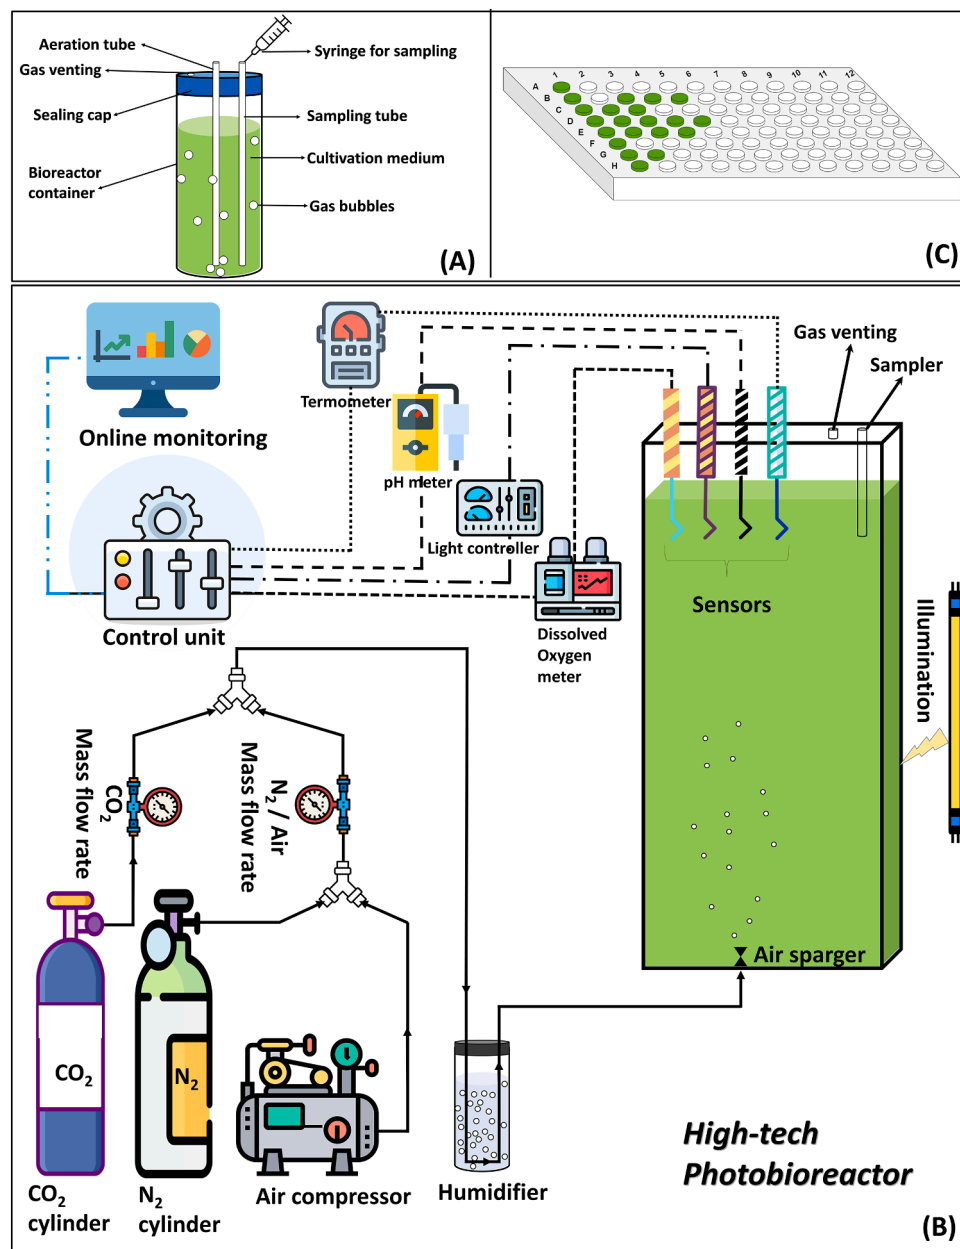 Aeration tube
Gas venting
Sealing cap
Bioreactor
container
Syringe for sampling
Sampling tube
Cultivation medium
Gas bubbles
(A)
1 2 3 4 5 6 7 8 9 10 11 12
A
B
C
D
E
F
G
H
(C)
Online monitoring
Termometer
pH meter
Light controller
Control unit
Dissolved
Oxygen
meter
Gas venting
Sampler
Sensors
Illumination
CO2
Mass flow rate
N2 / Air
Mass flow rate
Air sparger
CO2
N2
CO2
cylinder
N2
cylinder
Air compressor
Humidifier
High-tech
Photobioreactor
(B)